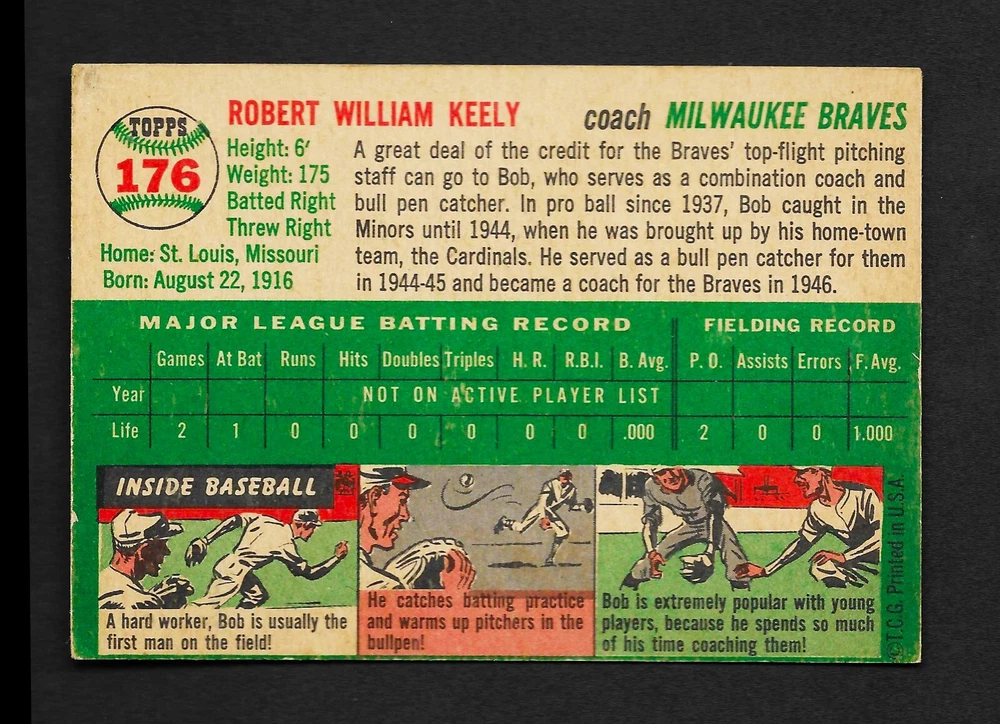 TOPPS
176
ROBERT WILLIAM KEELY
coach MILWAUKEE BRAVES
Height: 6'
Weight: 175
Batted Right
Threw Right
Home: St. Louis, Missouri
Born: August 22, 1916
A great deal of the credit for the Braves' top-flight pitching
staff can go to Bob, who serves as a combination coach and
bull pen catcher. In pro ball since 1937, Bob caught in the
Minors until 1944, when he was brought up by his home-town
team, the Cardinals. He served as a bull pen catcher for them
in 1944-45 and became a coach for the Braves in 1946.
MAJOR LEAGUE BATTING RECORD FIELDING RECORD
Games At Bat Runs Hits Doubles Triples H. R. R.B.I. B. Avg. P. O. Assists Errors F. Avg.
Year NOT ON ACTIVE PLAYER LIST
Life 2 1 0 0 0 0 0 0 .000 2 0 0 1.000
INSIDE BASEBALL
A hard worker, Bob is usually the
first man on the field!
He catches batting practice
and warms up pitchers in the
bullpen!
Bob is extremely popular with young
players, because he spends so much
of his time coaching them!
©T.C.G. Printed in U.S.A.